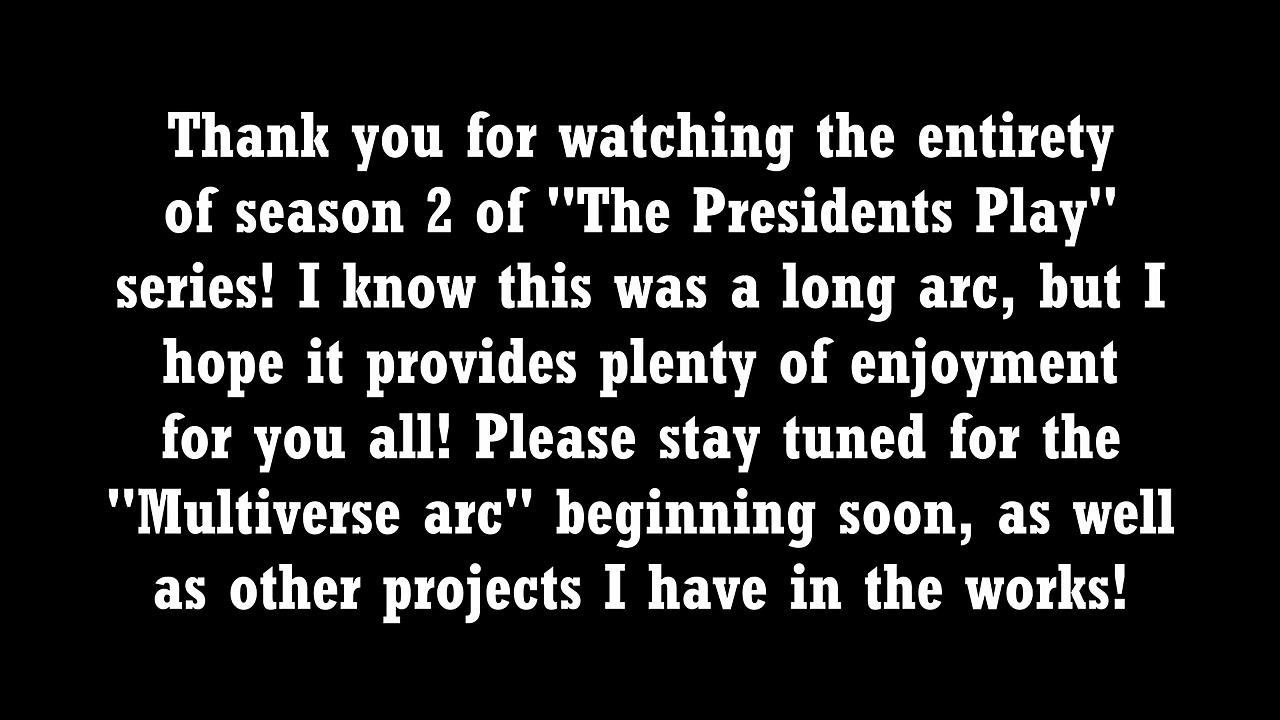 Thank you for watching the entirety
of season 2 of "The Presidents Play"
series! I know this was a long arc, but I
hope it provides plenty of enjoyment
for you all! Please stay tuned for the
"Multiverse arc" beginning soon, as well
as other projects I have in the works!